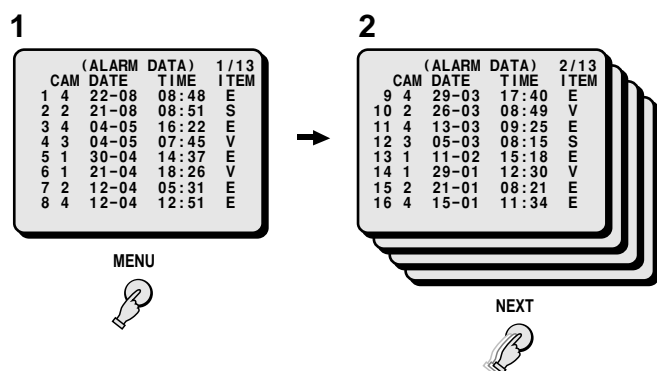 1
(ALARM DATA) 1/13
CAM DATE TIME ITEM
1 4 22-08 08:48 E
2 2 21-08 08:51 S
3 4 04-05 16:22 E
4 3 04-05 07:45 V
5 1 30-04 14:37 E
6 1 21-04 18:26 V
7 2 12-04 05:31 E
8 4 12-04 12:51 E
MENU
2
(ALARM DATA) 2/13
CAM DATE TIME ITEM
9 4 29-03 17:40 E
10 2 26-03 08:49 V
11 4 13-03 09:25 E
12 3 05-03 08:15 S
13 1 11-02 15:18 E
14 1 29-01 12:30 V
15 2 21-01 08:21 E
16 4 15-01 11:34 E
NEXT